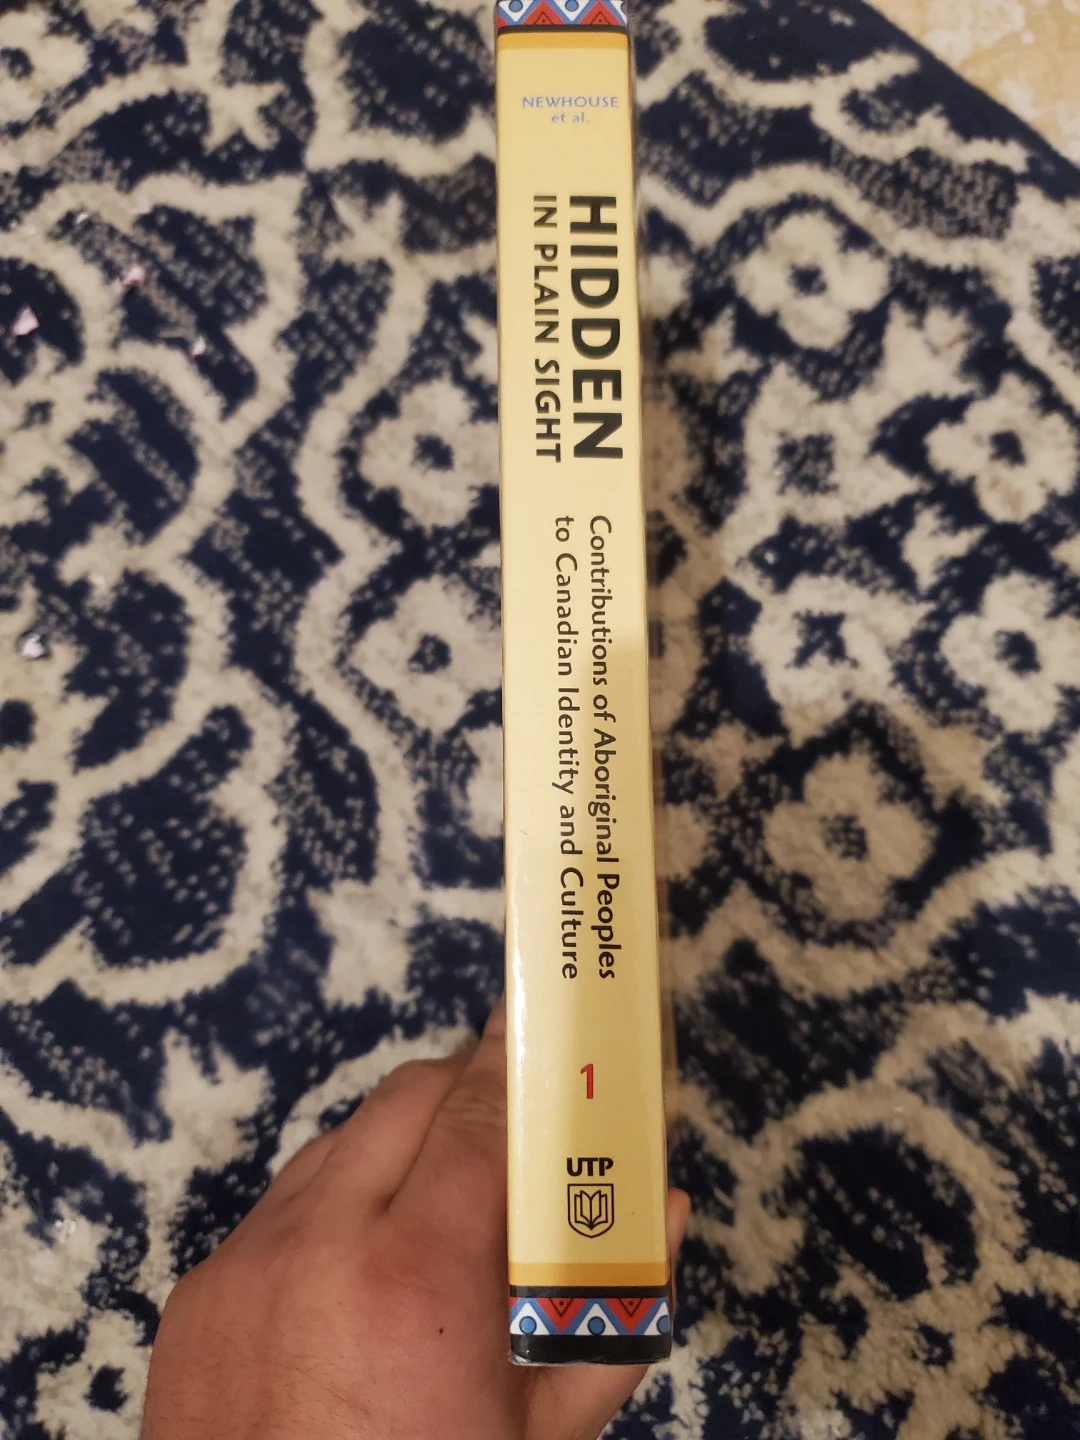 NEWHOUSE
et al.
HIDDEN
IN PLAIN SIGHT
Contributions of Aboriginal Peoples
to Canadian Identity and Culture
1
UTP